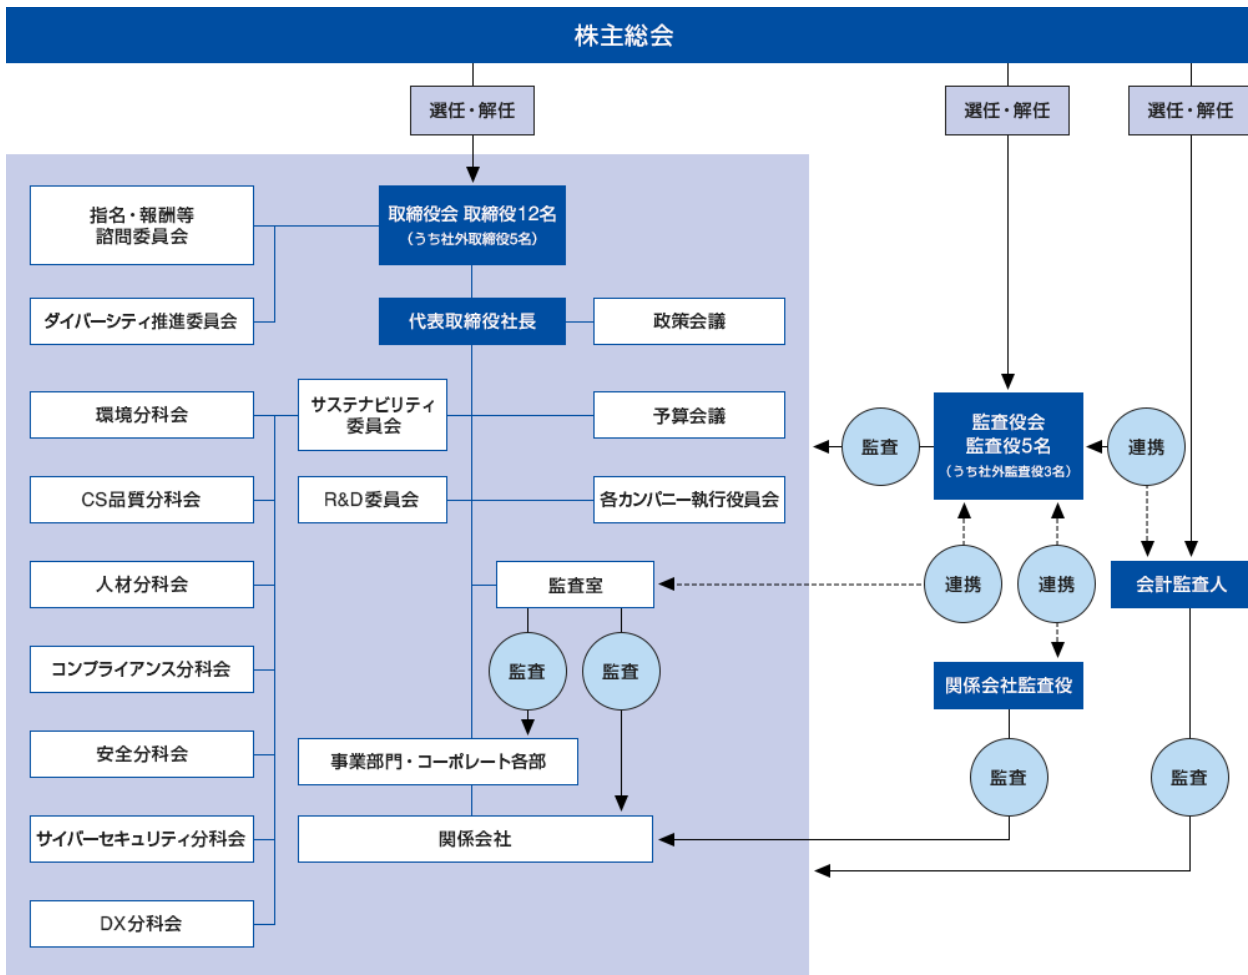 株主総会
選任・解任
選任・解任
選任・解任
指名・報酬等
諮問委員会
取締役会 取締役12名
（うち社外取締役5名）
ダイバーシティ推進委員会
代表取締役社長
政策会議
環境分科会
サステナビリティ
委員会
予算会議
監査
監査役会
監査役5名
（うち社外監査役3名）
連携
CS品質分科会
R&D委員会
各カンパニー執行役員会
人材分科会
監査室
連携
連携
会計監査人
コンプライアンス分科会
監査
監査
関係会社監査役
安全分科会
事業部門・コーポレート各部
監査
監査
サイバーセキュリティ分科会
関係会社
DX分科会